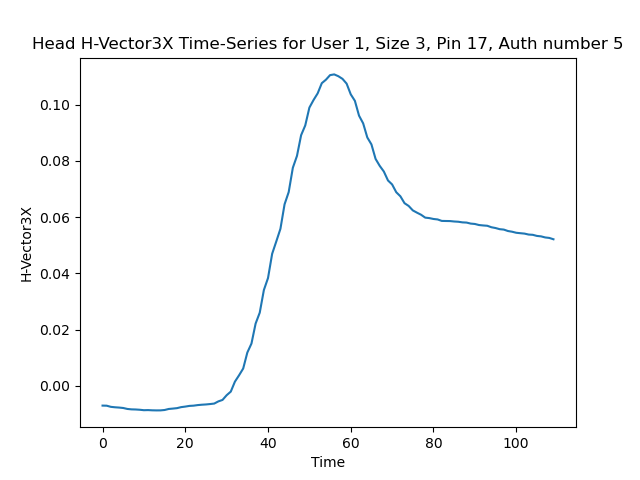 Head H-Vector3X Time-Series for User 1, Size 3, Pin 17, Auth number 5
H-Vector3X
0.10
0.08
0.06
0.04
0.02
0.00
0 20 40 60 80 100
Time